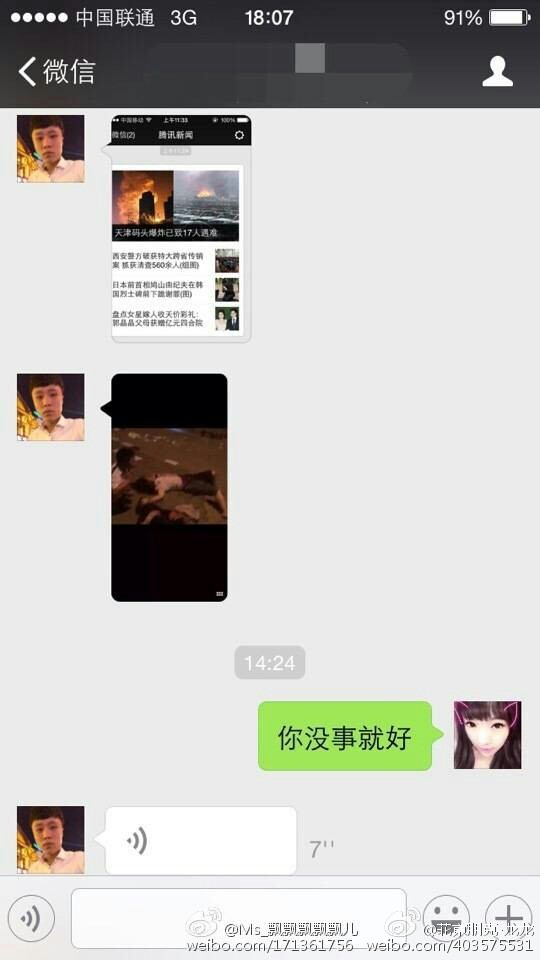 中国联通 3G 18:07 91%
微信
中国移动 上午11:33 100%
微信(2) 腾讯新闻
天津码头爆炸已致17人遇难
西安警方破获特大跨省传销
案 抓获清查560余人(组图)
日本前首相鸠山由纪夫在韩
国烈士碑前下跪谢罪(图)
盘点女星嫁人收天价彩礼:
郭晶晶父母获赠亿元四合院
14:24
你没事就好
7''
@Ms_飘飘飘飘飘儿
weibo.com/171361756 weibo.com/403575531